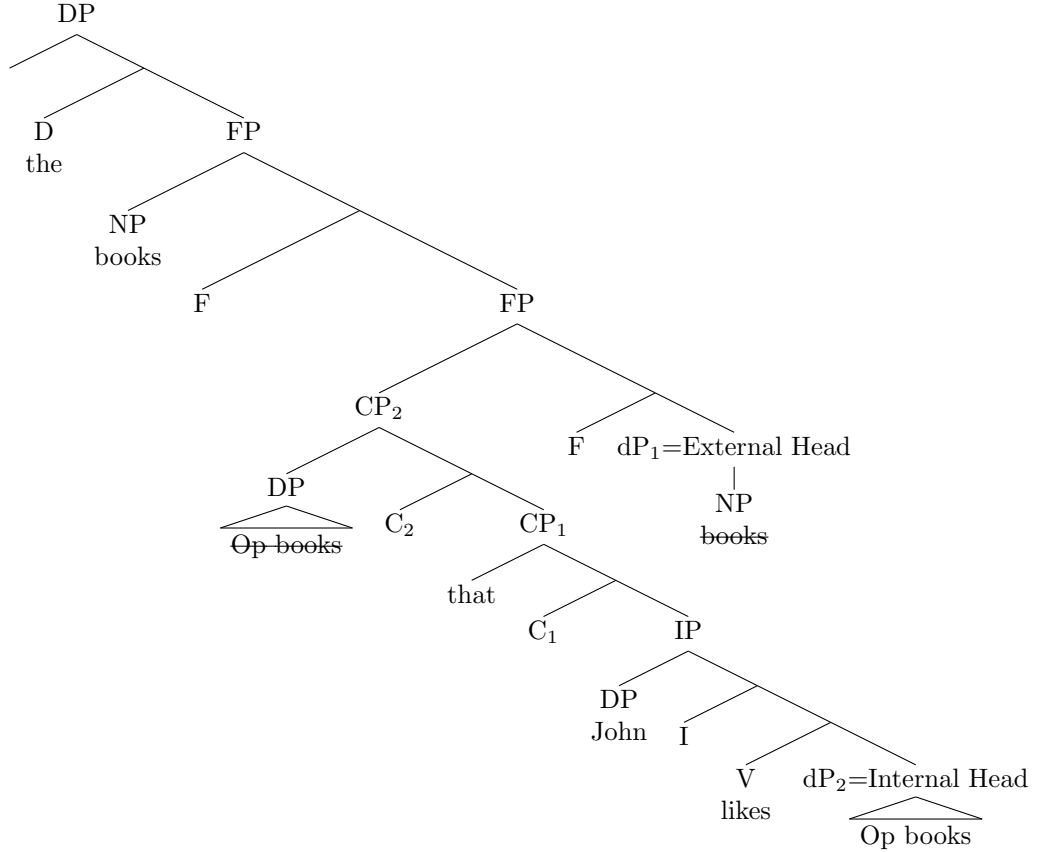 DP
D
the
FP
NP
books
F
FP
CP₂
F
dP₁=External Head
DP
Op books
C₂
CP₁
NP
books
that
C₁
IP
DP
John
I
V
likes
dP₂=Internal Head
Op books